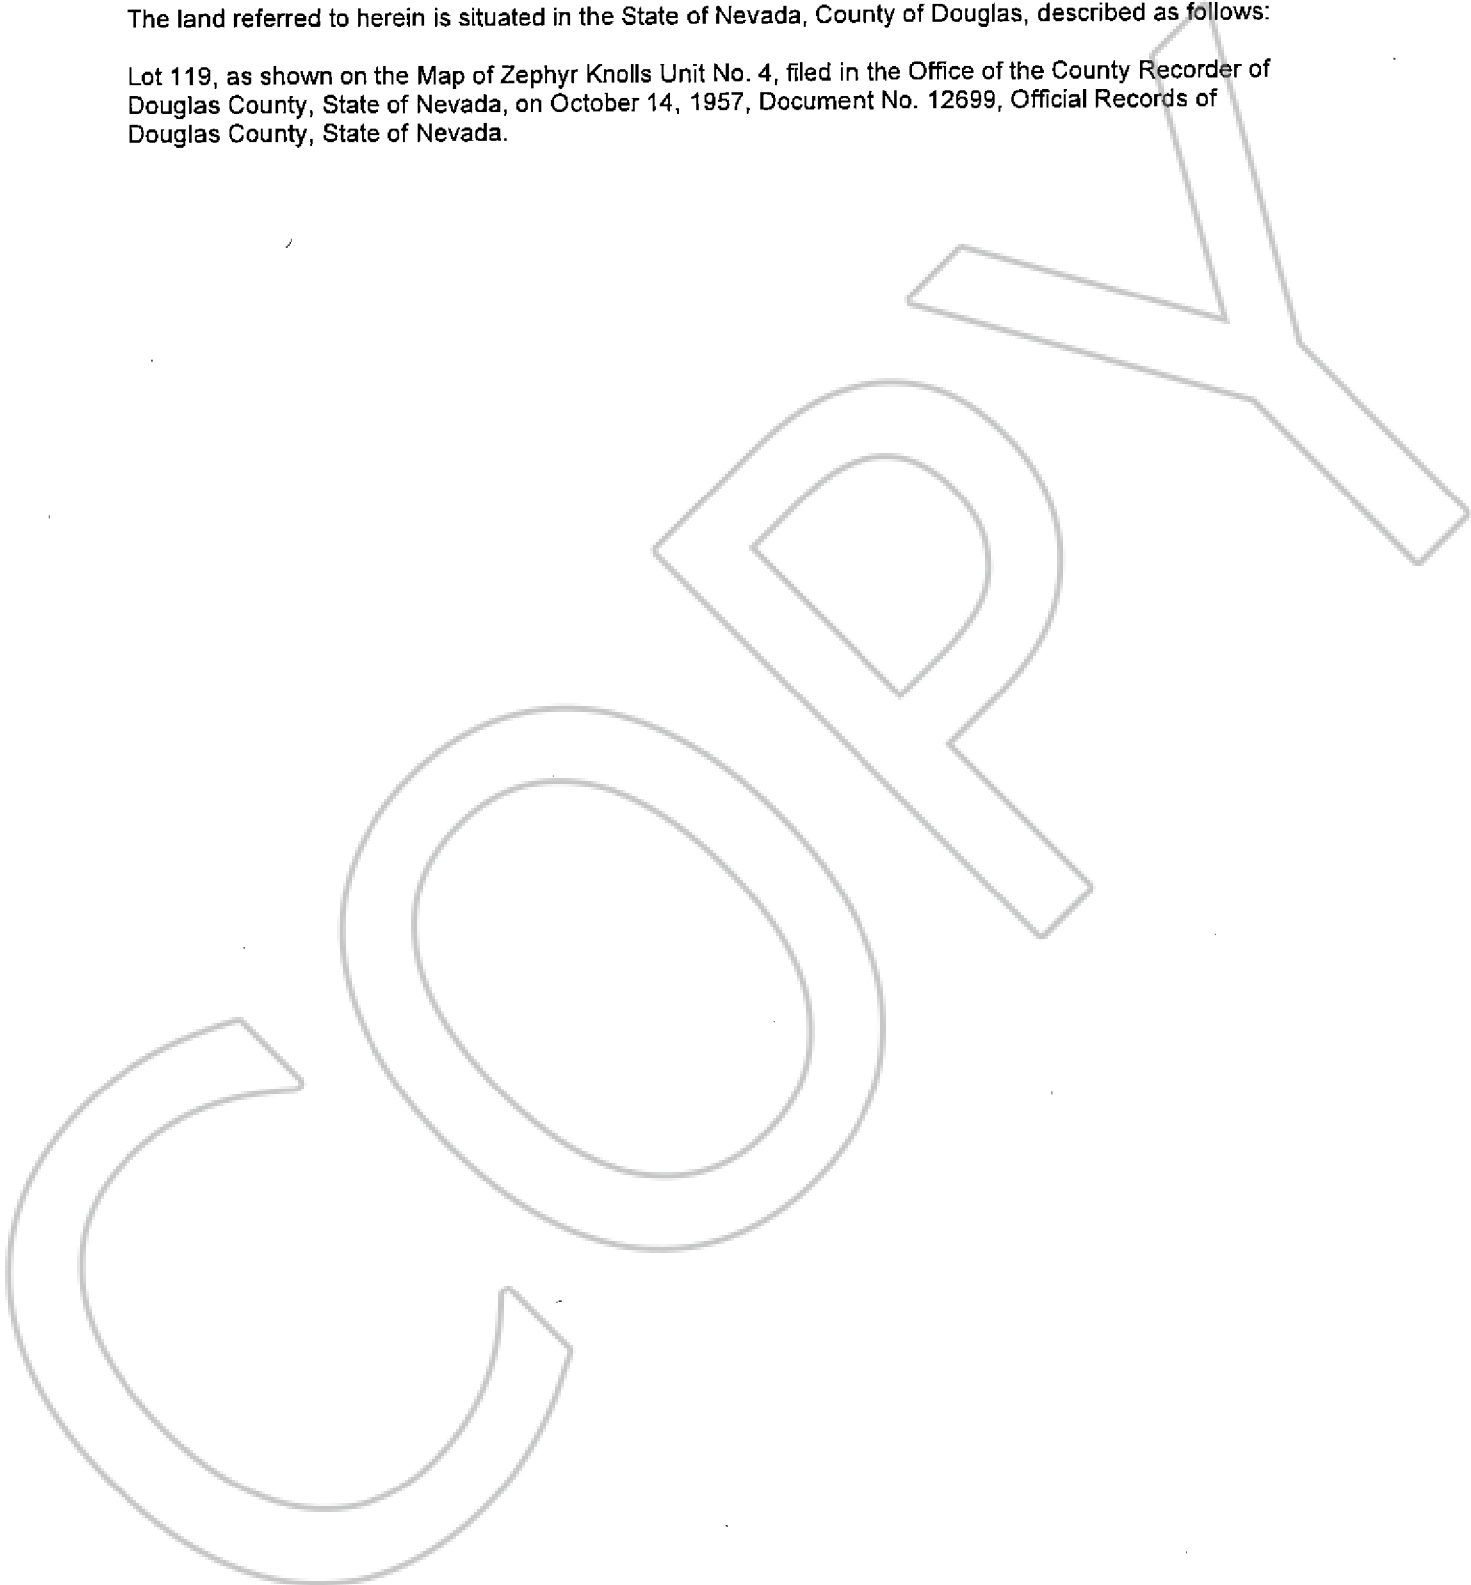 The land referred to herein is situated in the State of Nevada, County of Douglas, described as follows:
Lot 119, as shown on the Map of Zephyr Knolls Unit No. 4, filed in the Office of the County Recorder of
Douglas County, State of Nevada, on October 14, 1957, Document No. 12699, Official Records of
Douglas County, State of Nevada.
COPY